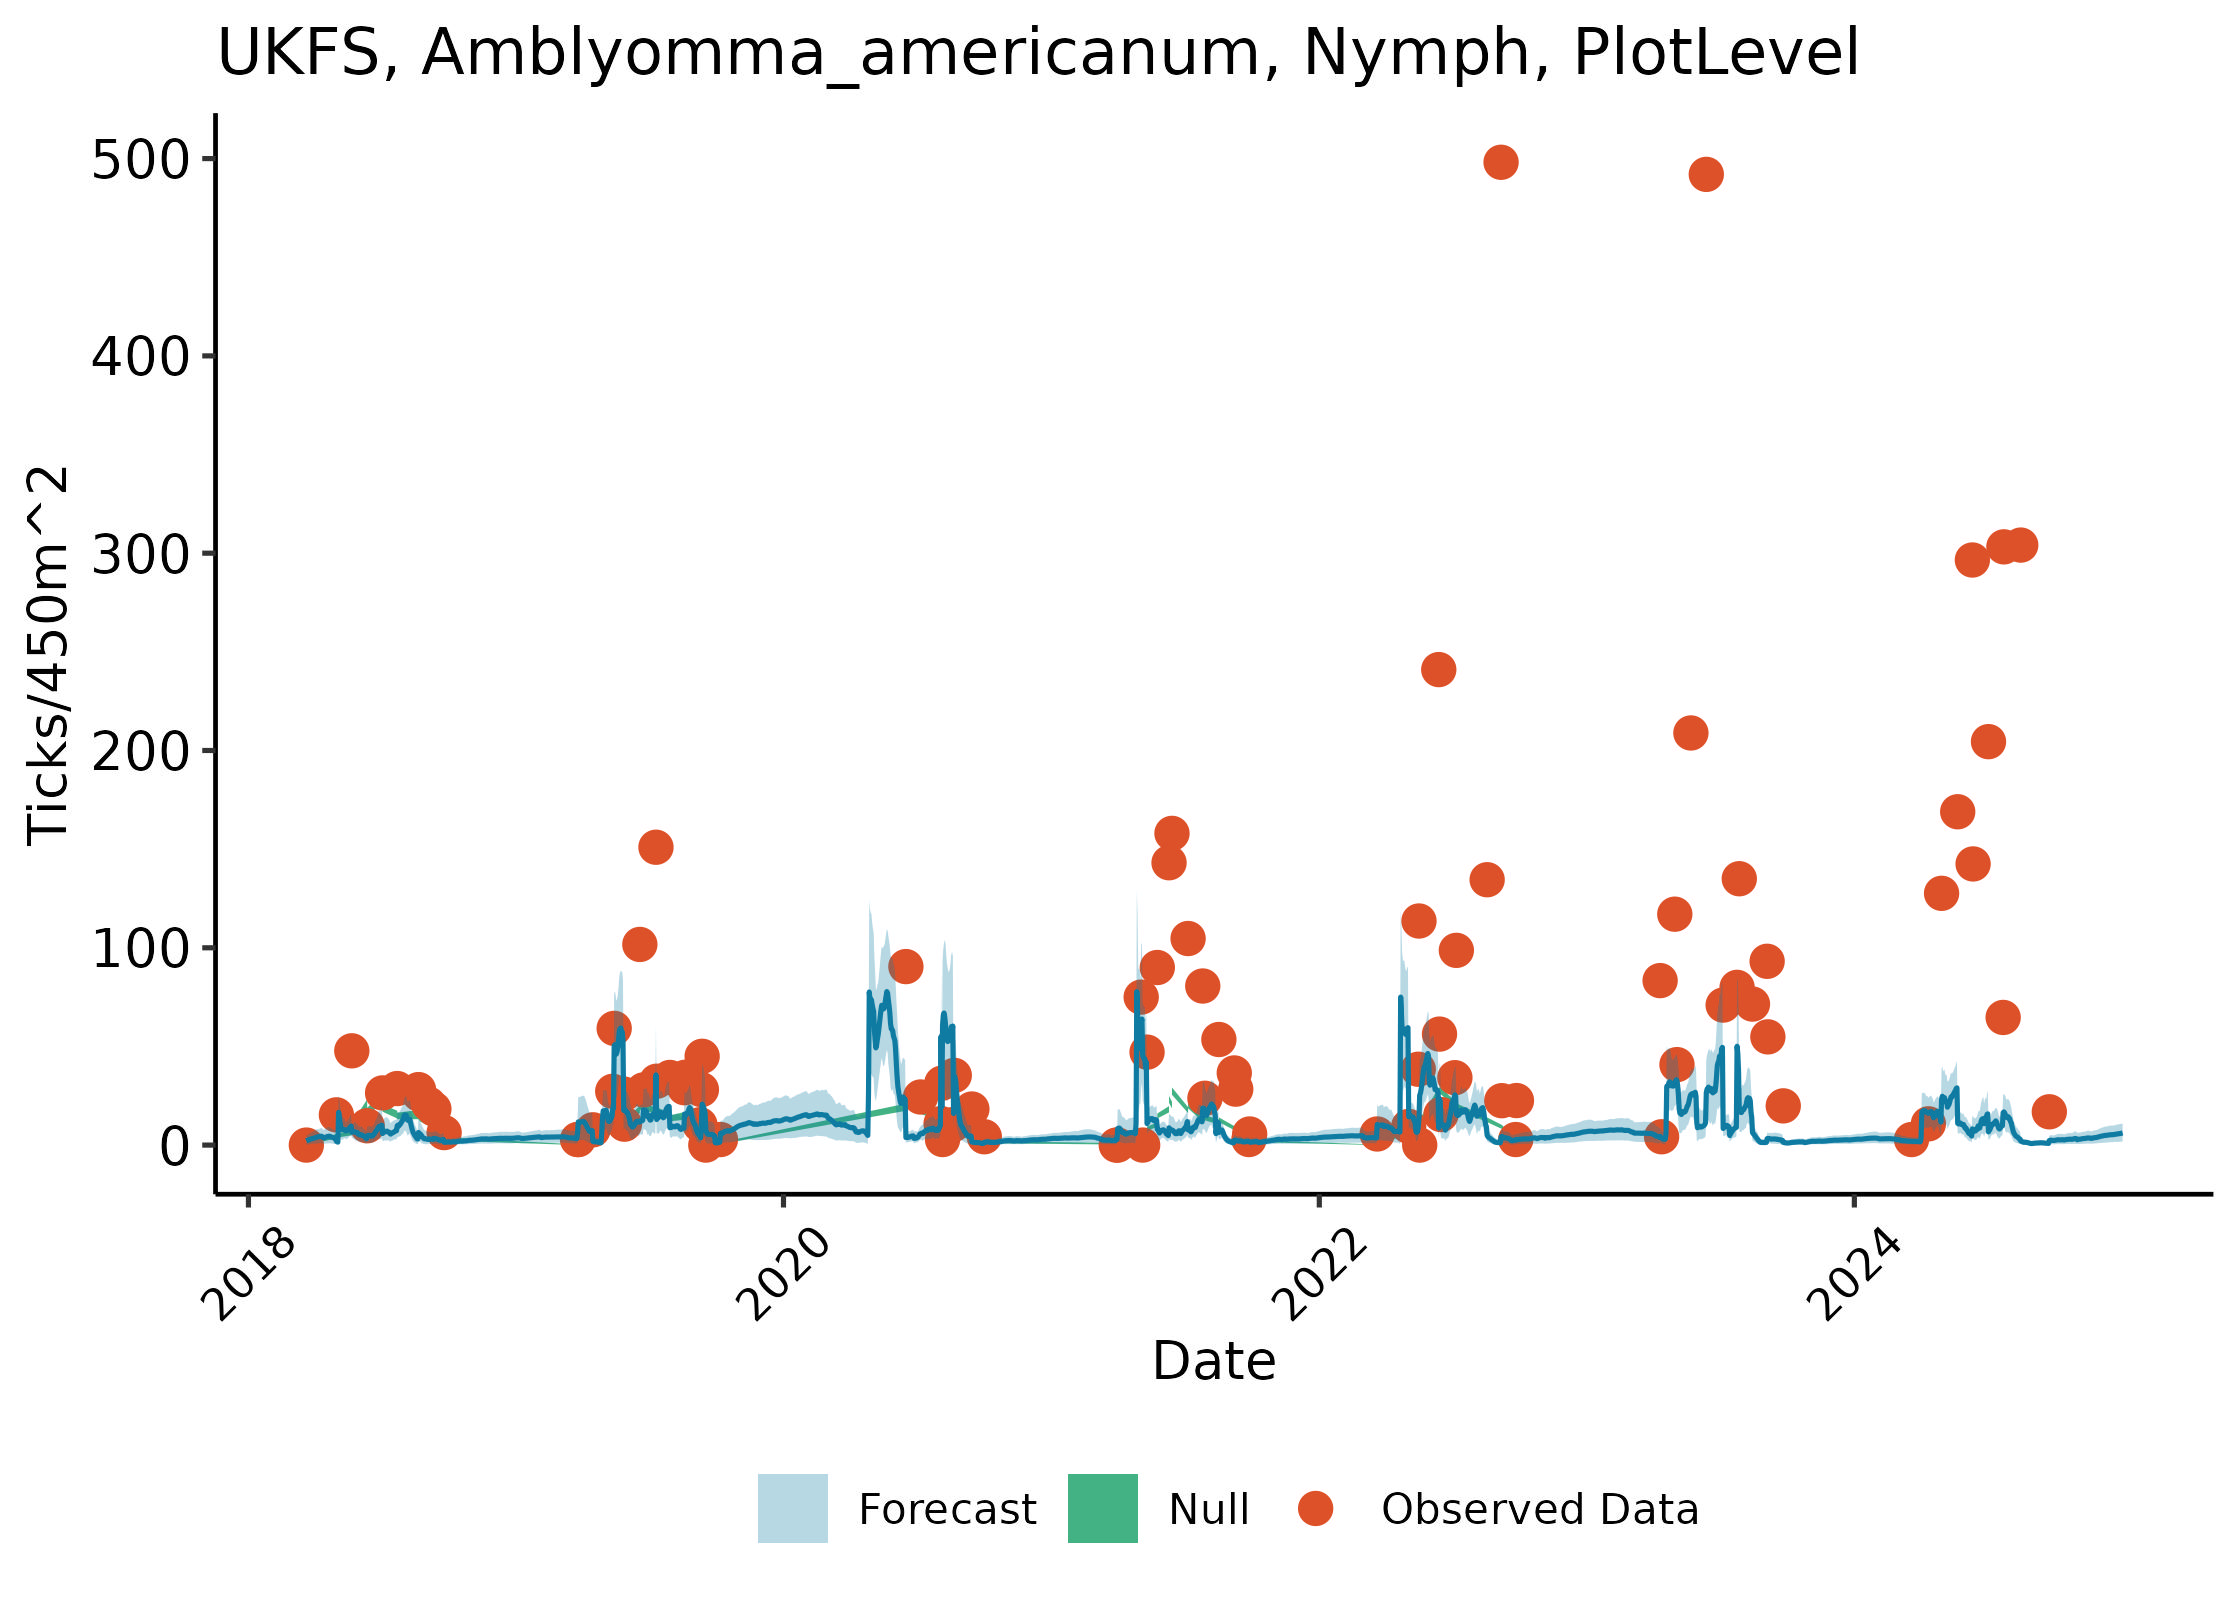 UKFS, Amblyomma_americanum, Nymph, PlotLevel
Ticks/450m^2
500
400
300
200
100
0
2018
2020
2022
2024
Date
Forecast
Null
Observed Data